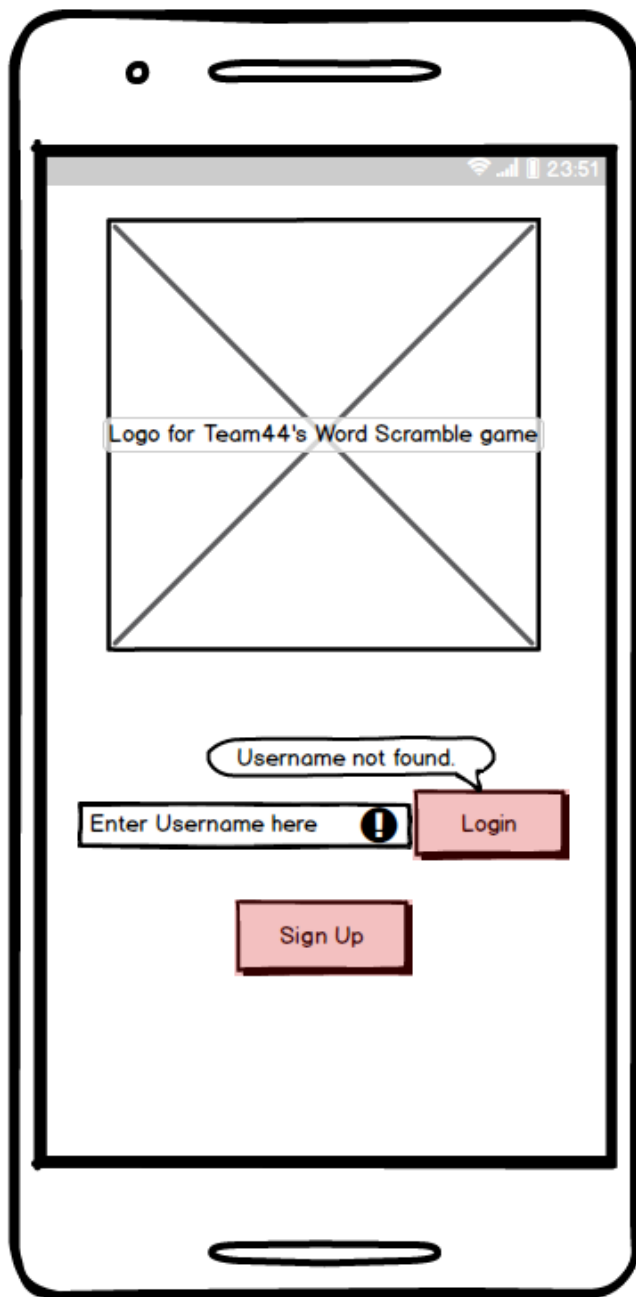 23:51
Logo for Team44's Word Scramble game
Username not found.
Enter Username here
Login
Sign Up